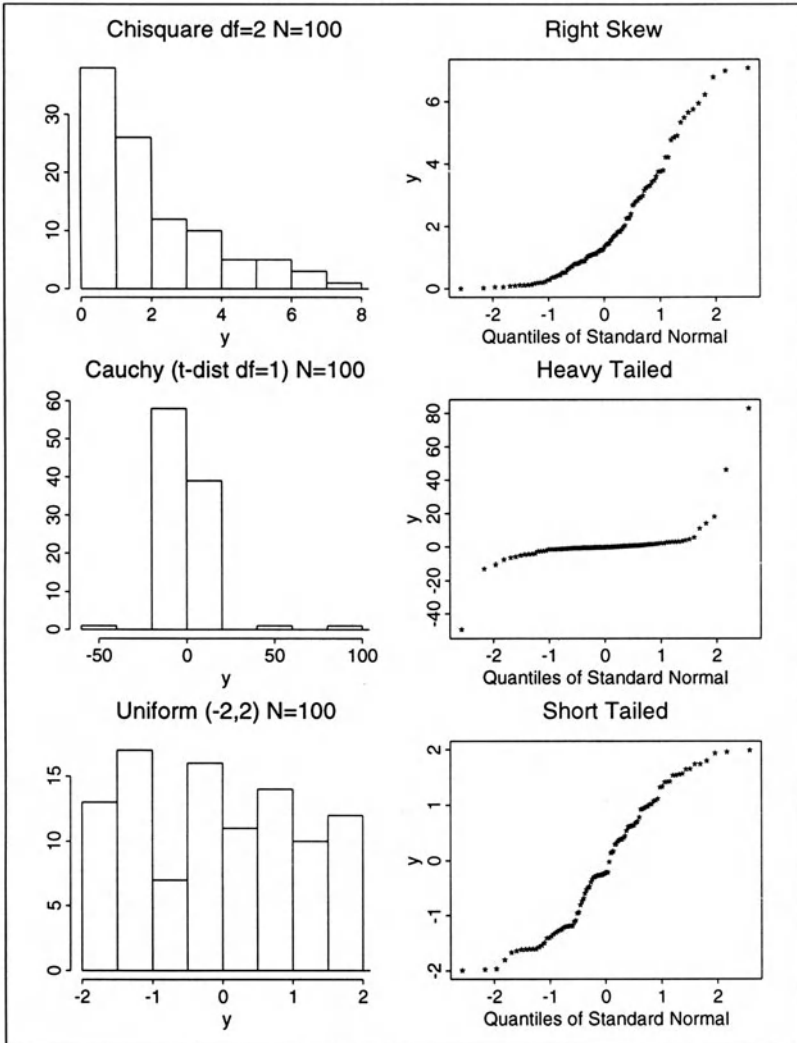 Chisquare df=2 N=100
30
20
10
0
0 2 4 6 8
y
Right Skew
6
4
2
0
y
-2 -1 0 1 2
Quantiles of Standard Normal
Cauchy (t-dist df=1) N=100
60
50
40
30
20
10
0
-50 0 50 100
y
Heavy Tailed
80
60
40
20
0
-40
y
-2 -1 0 1 2
Quantiles of Standard Normal
Uniform (-2,2) N=100
15
10
5
0
-2 -1 0 1 2
y
Short Tailed
2
1
0
-1
-2
y
-2 -1 0 1 2
Quantiles of Standard Normal